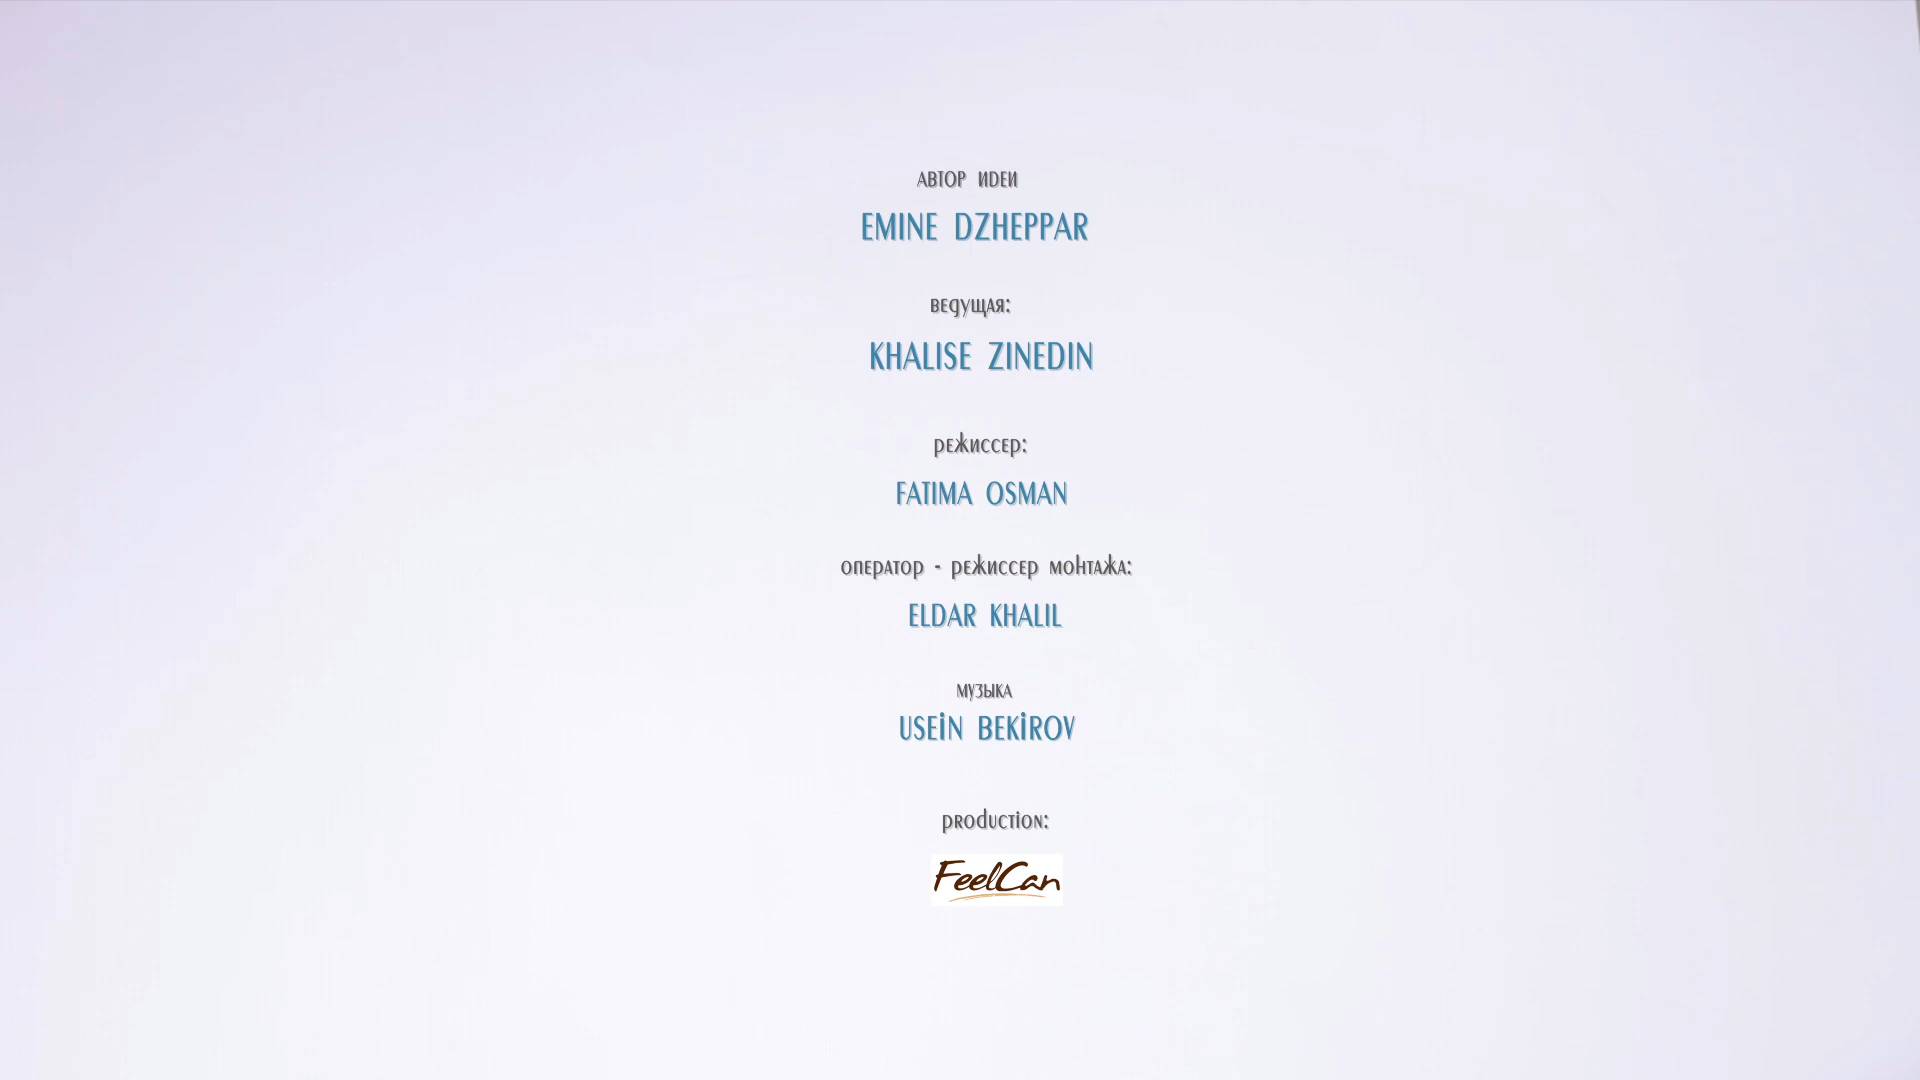 АВТОР ИДЕИ
EMINE DZHEPPAR
ведущая:
KHALISE ZINEDIN
режиссер:
FATIMA OSMAN
оператор - режиссер монтажа:
ELDAR KHALIL
МУЗЫКА
USEİN BEKİROV
production:
FeelCan